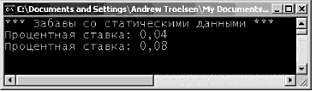 C:\Documents and Settings\Andrew Troelsen\My Documents...
*** Забавы со статическими данными ***
Процентная ставка: 0,04
Процентная ставка: 0,08